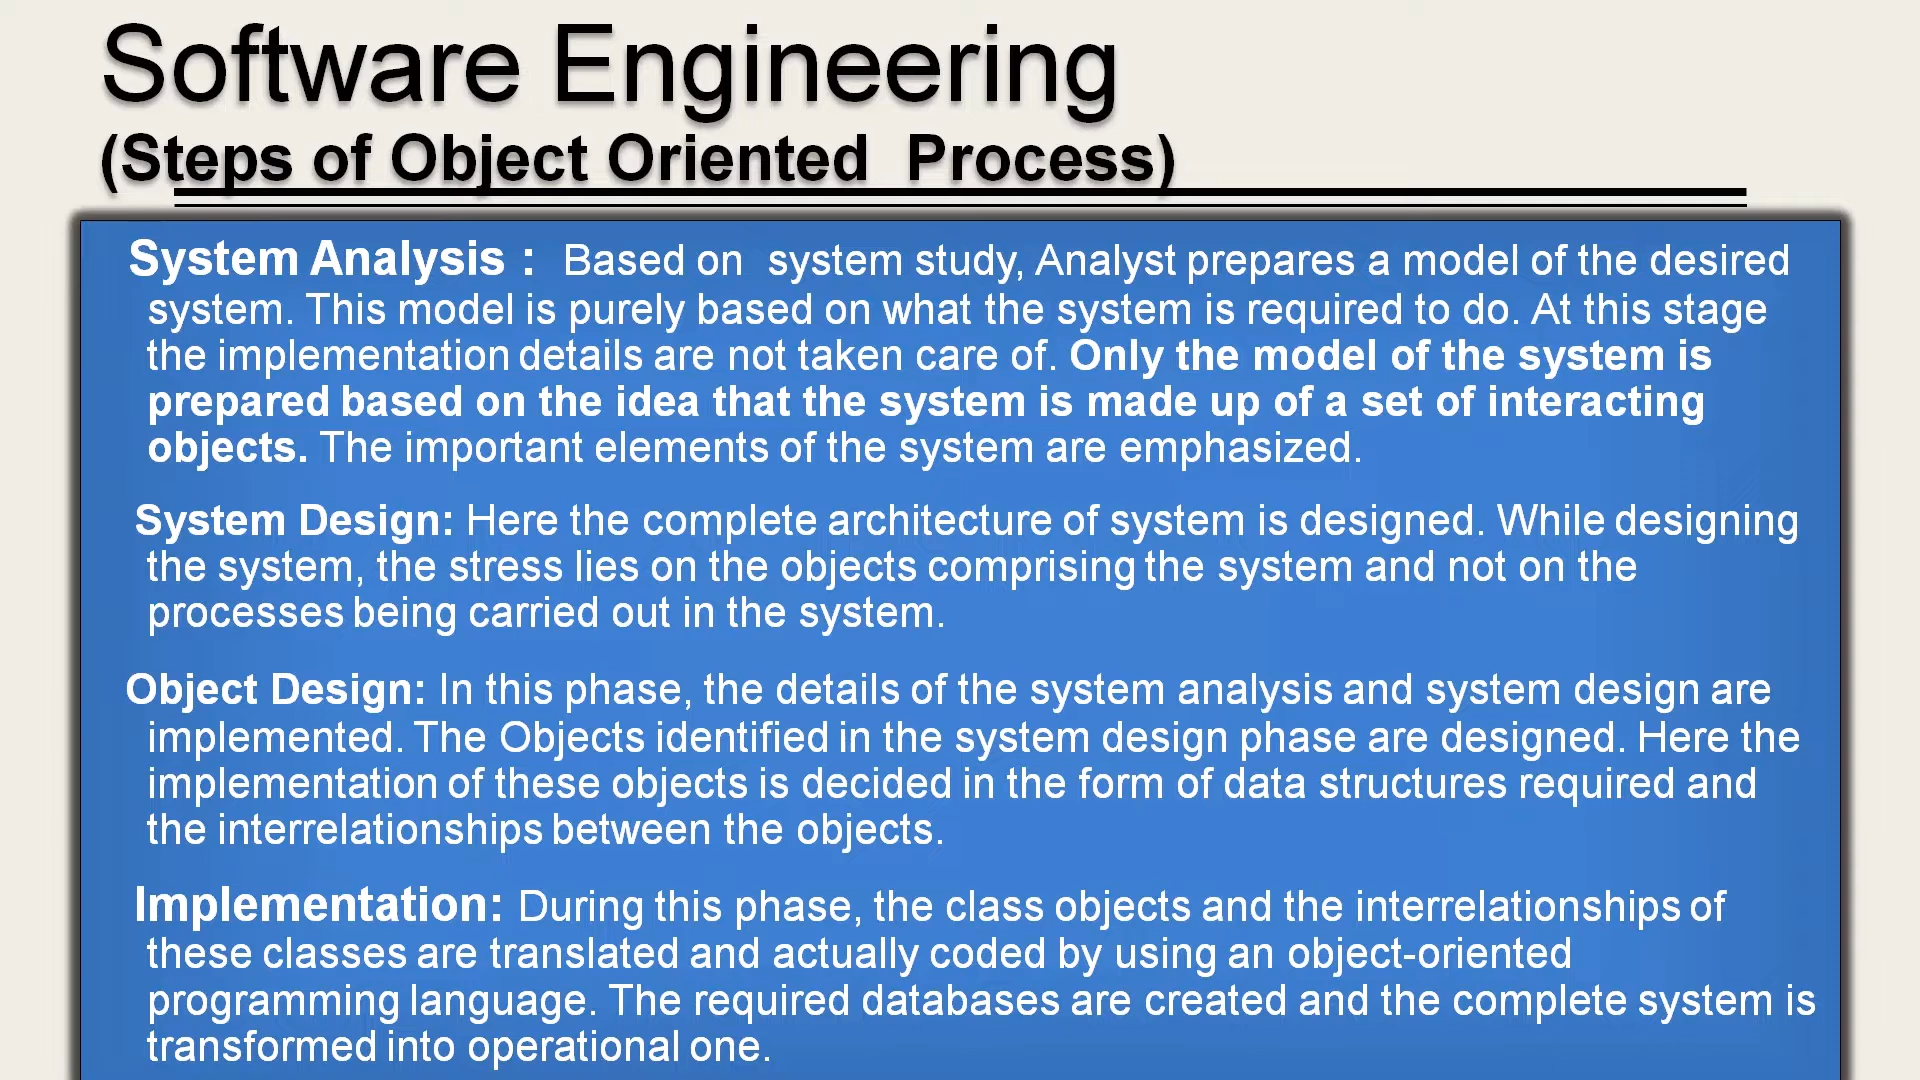 Software Engineering
(Steps of Object Oriented  Process)
System Analysis :  Based on  system study, Analyst prepares a model of the desired
system. This model is purely based on what the system is required to do. At this stage
the implementation details are not taken care of. Only the model of the system is
prepared based on the idea that the system is made up of a set of interacting
objects. The important elements of the system are emphasized.
System Design: Here the complete architecture of system is designed. While designing
the system, the stress lies on the objects comprising the system and not on the
processes being carried out in the system.
Object Design: In this phase, the details of the system analysis and system design are
implemented. The Objects identified in the system design phase are designed. Here the
implementation of these objects is decided in the form of data structures required and
the interrelationships between the objects.
Implementation: During this phase, the class objects and the interrelationships of
these classes are translated and actually coded by using an object-oriented
programming language. The required databases are created and the complete system is
transformed into operational one.